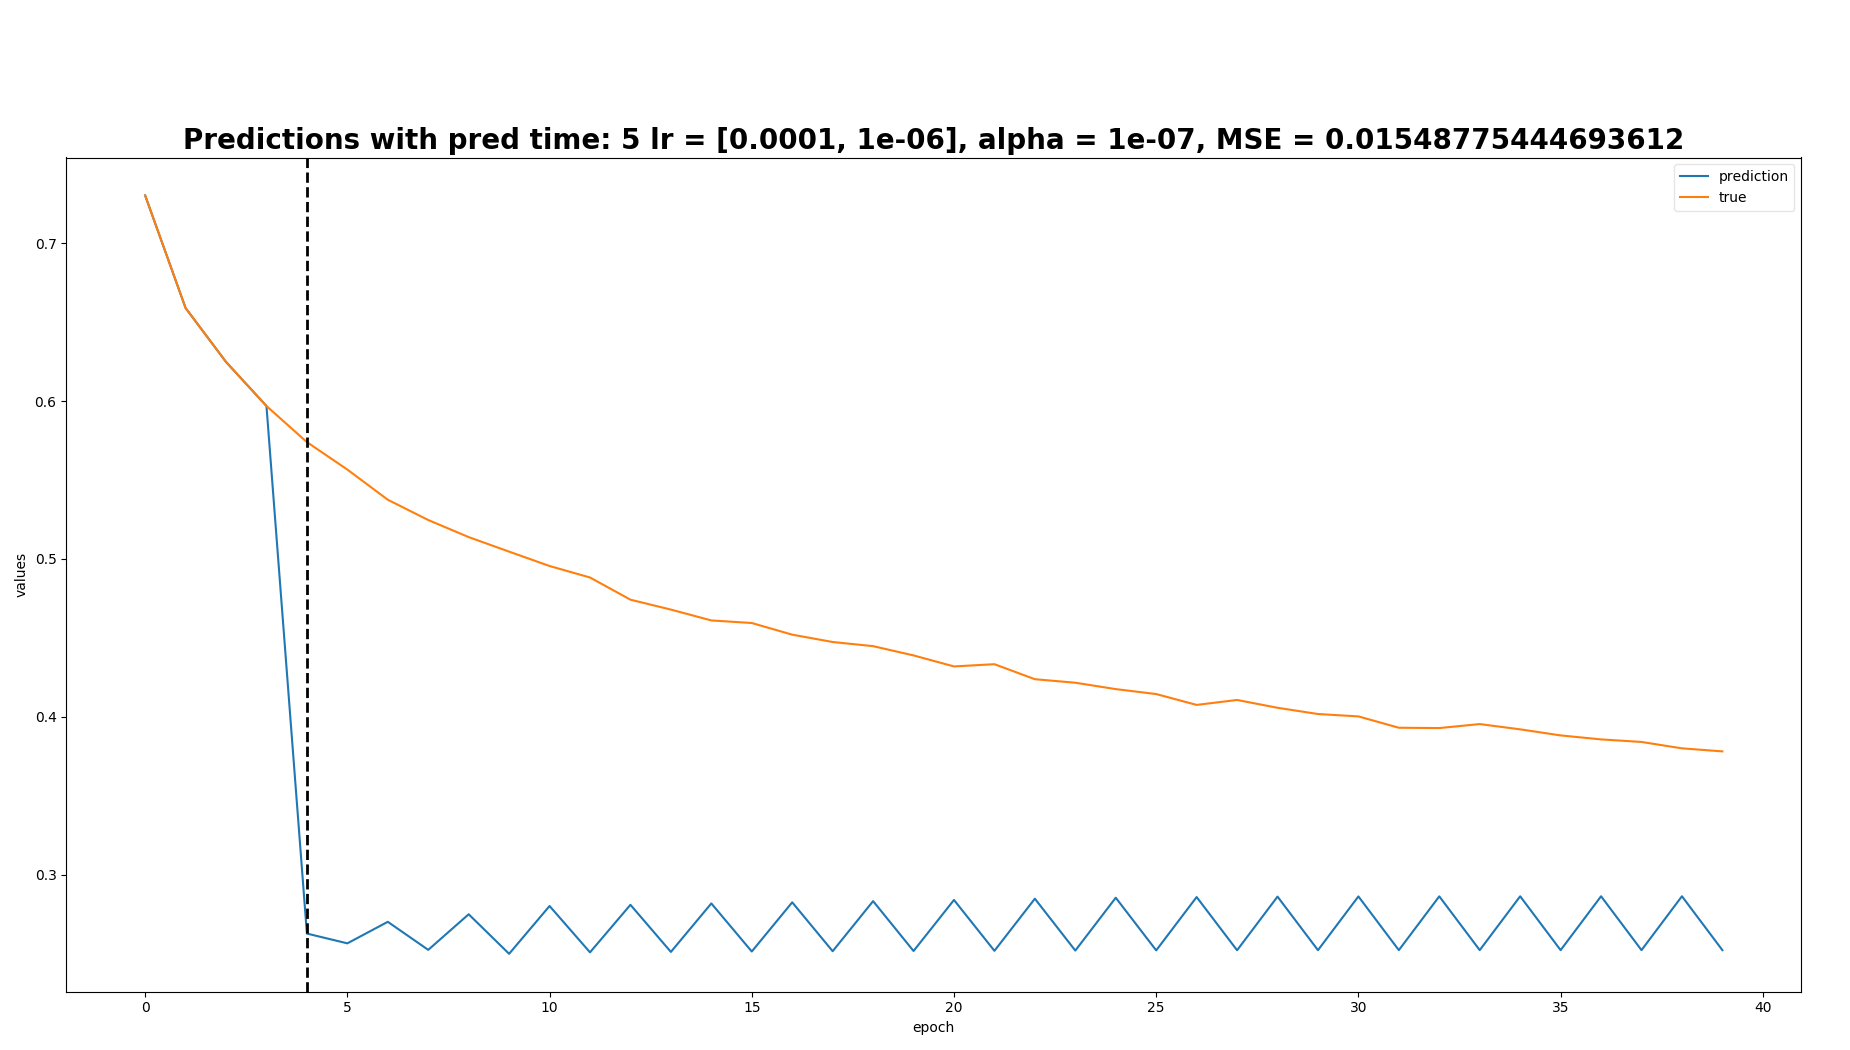 Predictions with pred time: 5 lr = [0.0001, 1e-06], alpha = 1e-07, MSE = 0.01548775444693612
prediction
true
values
0.7
0.6
0.5
0.4
0.3
0 5 10 15 20 25 30 35 40
epoch